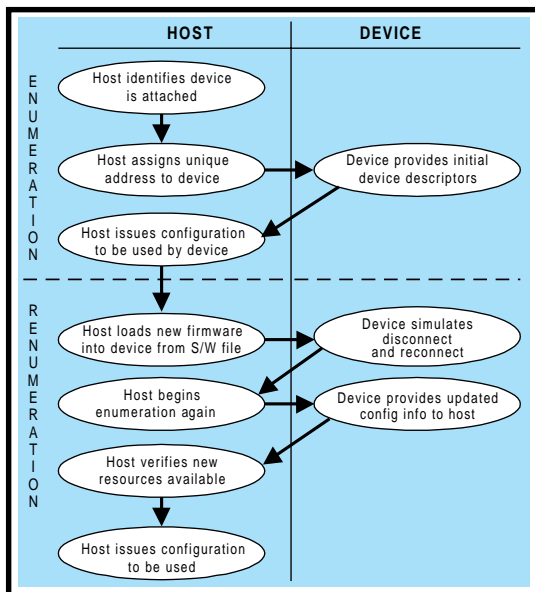 HOST
DEVICE
ENUMERATION
Host identifies device
is attached
Host assigns unique
address to device
Device provides initial
device descriptors
Host issues configuration
to be used by device
RENUMERATION
Host loads new firmware
into device from S/W file
Device simulates
disconnect
and reconnect
Host begins
enumeration again
Device provides updated
config info to host
Host verifies new
resources available
Host issues configuration
to be used